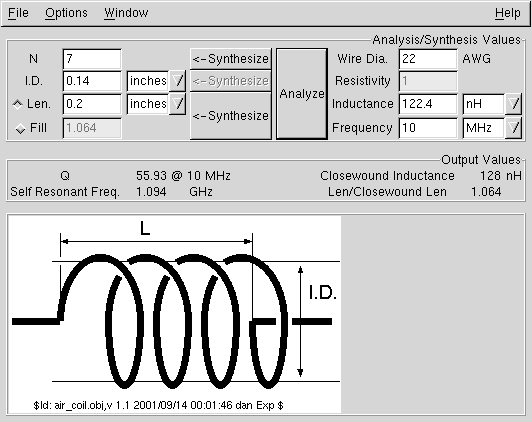 File Options Window Help
Analysis/Synthesis Values
N 7 <-Synthesize Wire Dia. 22 AWG
I.D. 0.14 inches <-Synthesize Analyze Resistivity 1
Len. 0.2 inches <-Synthesize Inductance 122.4 nH
Fill 1.064 Frequency 10 MHz
Output Values
Q 55.93 @ 10 MHz Closewound Inductance 128 nH
Self Resonant Freq. 1.094 GHz Len/Closewound Len 1.064
L
I.D.
$Id: air_coil.obj,v 1.1 2001/09/14 00:01:46 dan Exp $